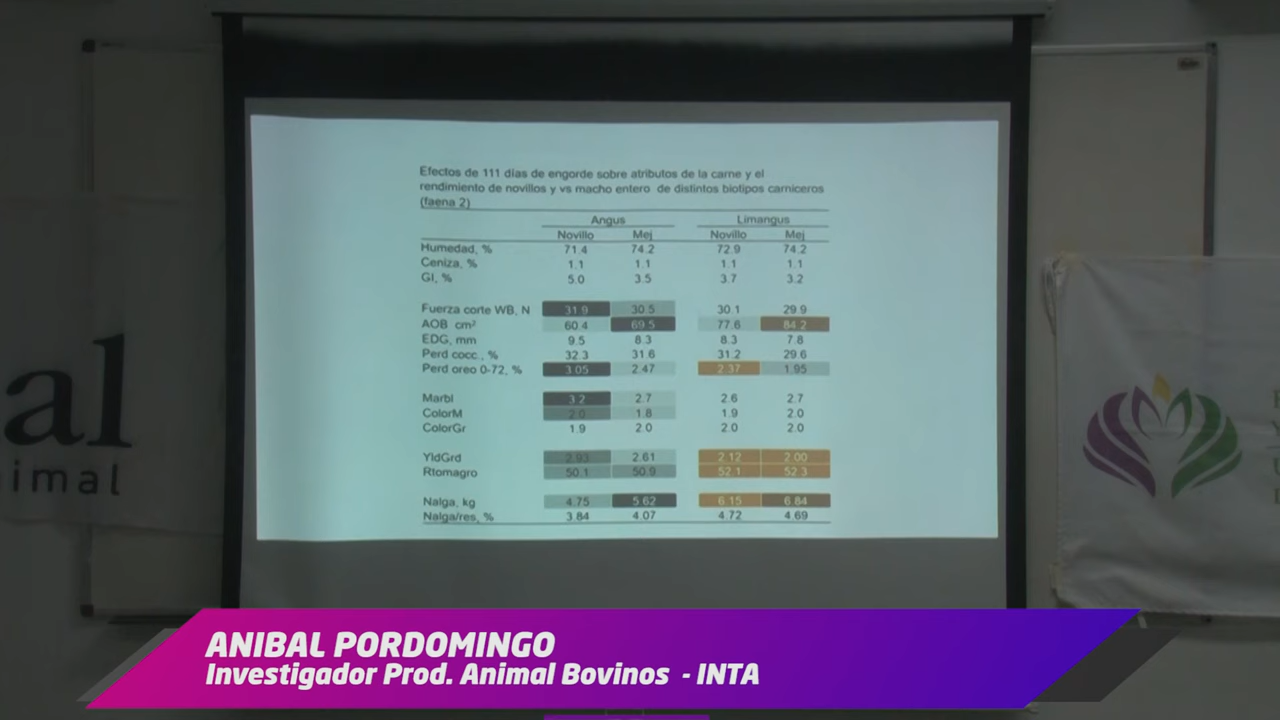 Efectos de 111 días de engorde sobre atributos de la carne y el
rendimiento de novillos y vs macho entero de distintos biotipos carniceros
(faena 2)
Angus Limangus
Novillo Mej Novillo Mej
Humedad, % 71.4 74.2 72.9 74.2
Ceniza, % 1.1 1.1 1.1 1.1
GI, % 5.0 3.5 3.7 3.2
Fuerza corte WB, N 31.9 30.5 30.1 29.9
AOB cm² 60.4 69.5 77.6 84.2
EDG, mm 9.5 8.3 8.3 7.8
Perd cocc., % 32.3 31.6 31.2 29.6
Perd oreo 0-72, % 3.05 2.47 2.37 1.95
Marbl 3.2 2.7 2.6 2.7
ColorM 2.0 1.8 1.9 2.0
ColorGr 1.9 2.0 2.0 2.0
YldGrd 2.93 2.61 2.12 2.00
Rtomagro 50.1 50.9 52.1 52.3
Nalga, kg 4.75 5.62 6.15 6.84
Nalga/res, % 3.84 4.07 4.72 4.69
al
nimal
ANIBAL PORDOMINGO
Investigador Prod. Animal Bovinos - INTA